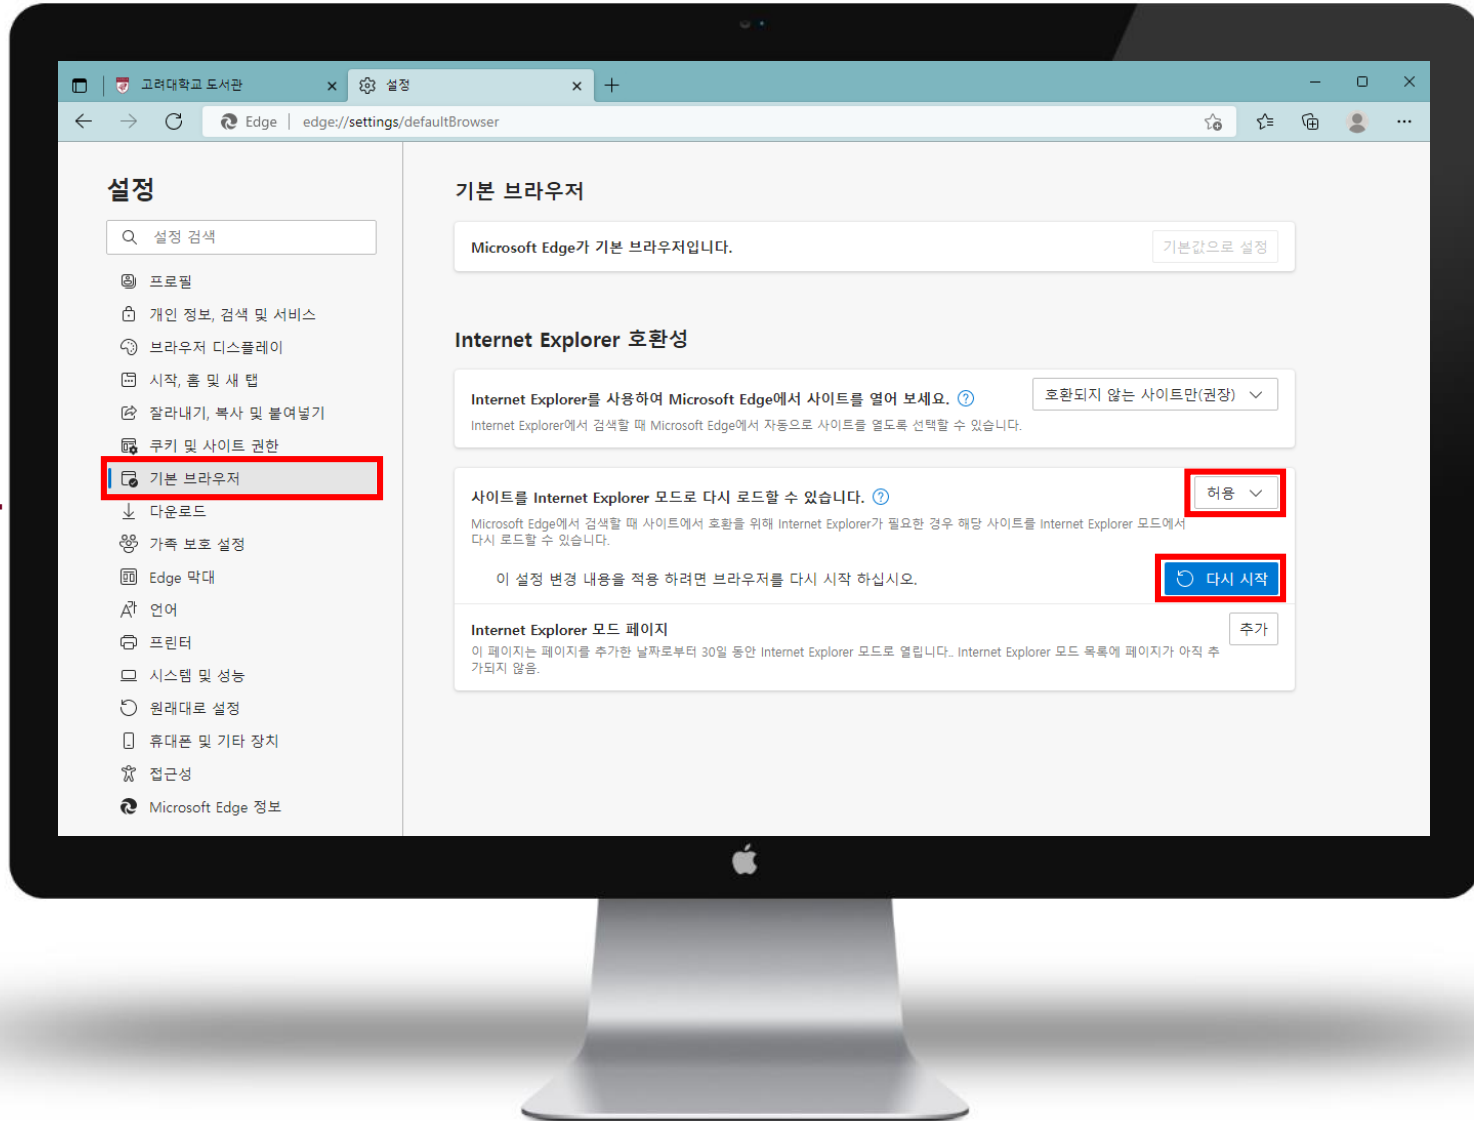 고려대학교 도서관
설정
Edge
edge://settings/defaultBrowser
설정
설정 검색
프로필
개인 정보, 검색 및 서비스
브라우저 디스플레이
시작, 홈 및 새 탭
잘라내기, 복사 및 붙여넣기
쿠키 및 사이트 권한
기본 브라우저
다운로드
가족 보호 설정
Edge 막대
언어
프린터
시스템 및 성능
원래대로 설정
휴대폰 및 기타 장치
접근성
Microsoft Edge 정보
기본 브라우저
Microsoft Edge가 기본 브라우저입니다.
기본값으로 설정
Internet Explorer 호환성
Internet Explorer를 사용하여 Microsoft Edge에서 사이트를 열어 보세요.
호환되지 않는 사이트만(권장)
Internet Explorer에서 검색할 때 Microsoft Edge에서 자동으로 사이트를 열도록 선택할 수 있습니다.
사이트를 Internet Explorer 모드로 다시 로드할 수 있습니다.
허용
Microsoft Edge에서 검색할 때 사이트에서 호환을 위해 Internet Explorer가 필요한 경우 해당 사이트를 Internet Explorer 모드에서
다시 로드할 수 있습니다.
이 설정 변경 내용을 적용 하려면 브라우저를 다시 시작 하십시오.
다시 시작
Internet Explorer 모드 페이지
추가
이 페이지는 페이지를 추가한 날짜로부터 30일 동안 Internet Explorer 모드로 열립니다.. Internet Explorer 모드 목록에 페이지가 아직 추
가되지 않음.